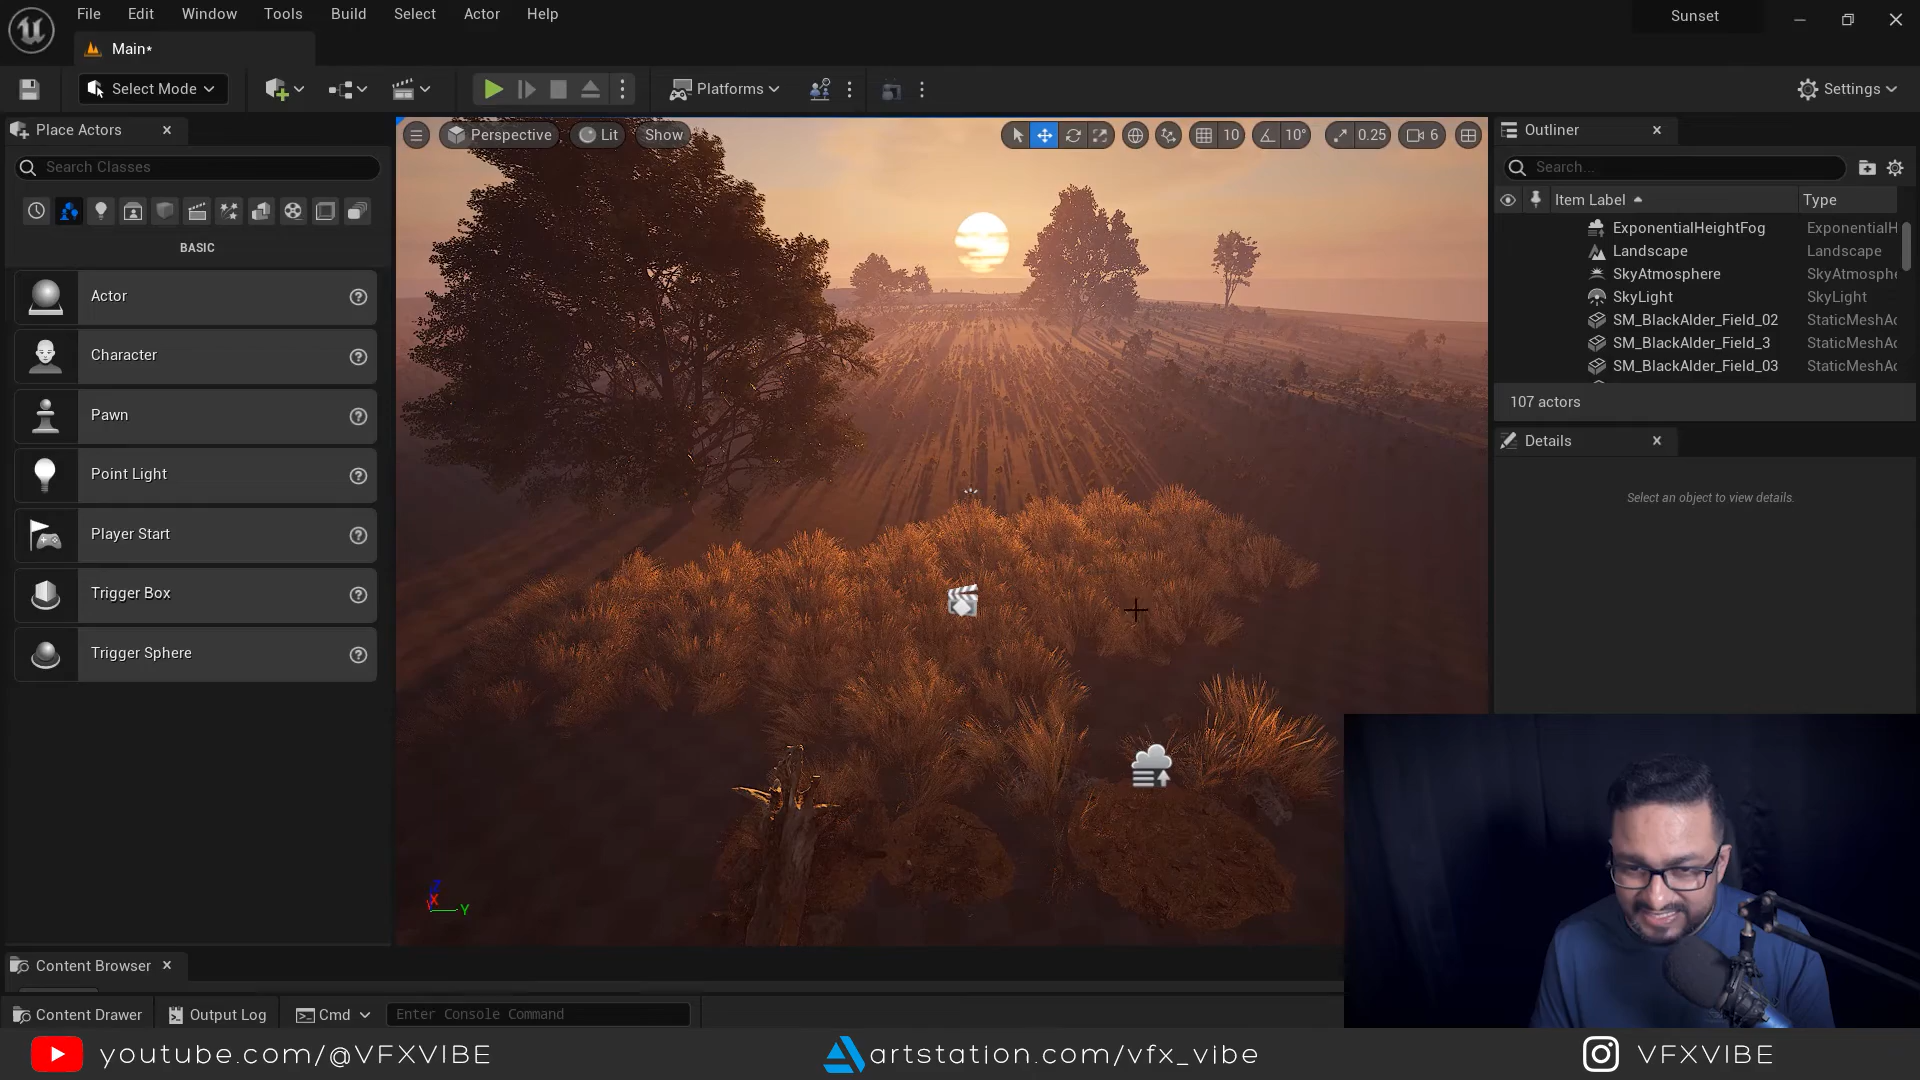 File Edit Window Tools Build Select Actor Help
Sunset
Main*
Select Mode
Platforms
Settings
Place Actors
Search Classes
BASIC
Actor
Character
Pawn
Point Light
Player Start
Trigger Box
Trigger Sphere
Perspective Lit Show
10 10° 0.25 6
Z
X
Y
Outliner
Search...
Item Label Type
ExponentialHeightFog ExponentialH
Landscape Landscape
SkyAtmosphere SkyAtmosphe
SkyLight SkyLight
SM_BlackAlder_Field_02 StaticMeshAc
SM_BlackAlder_Field_3 StaticMeshAc
SM_BlackAlder_Field_03 StaticMeshAc
107 actors
Details
Select an object to view details.
Content Browser
Content Drawer Output Log Cmd Enter Console Command
youtube.com/@VFXVIBE artstation.com/vfx_vibe VFXVIBE